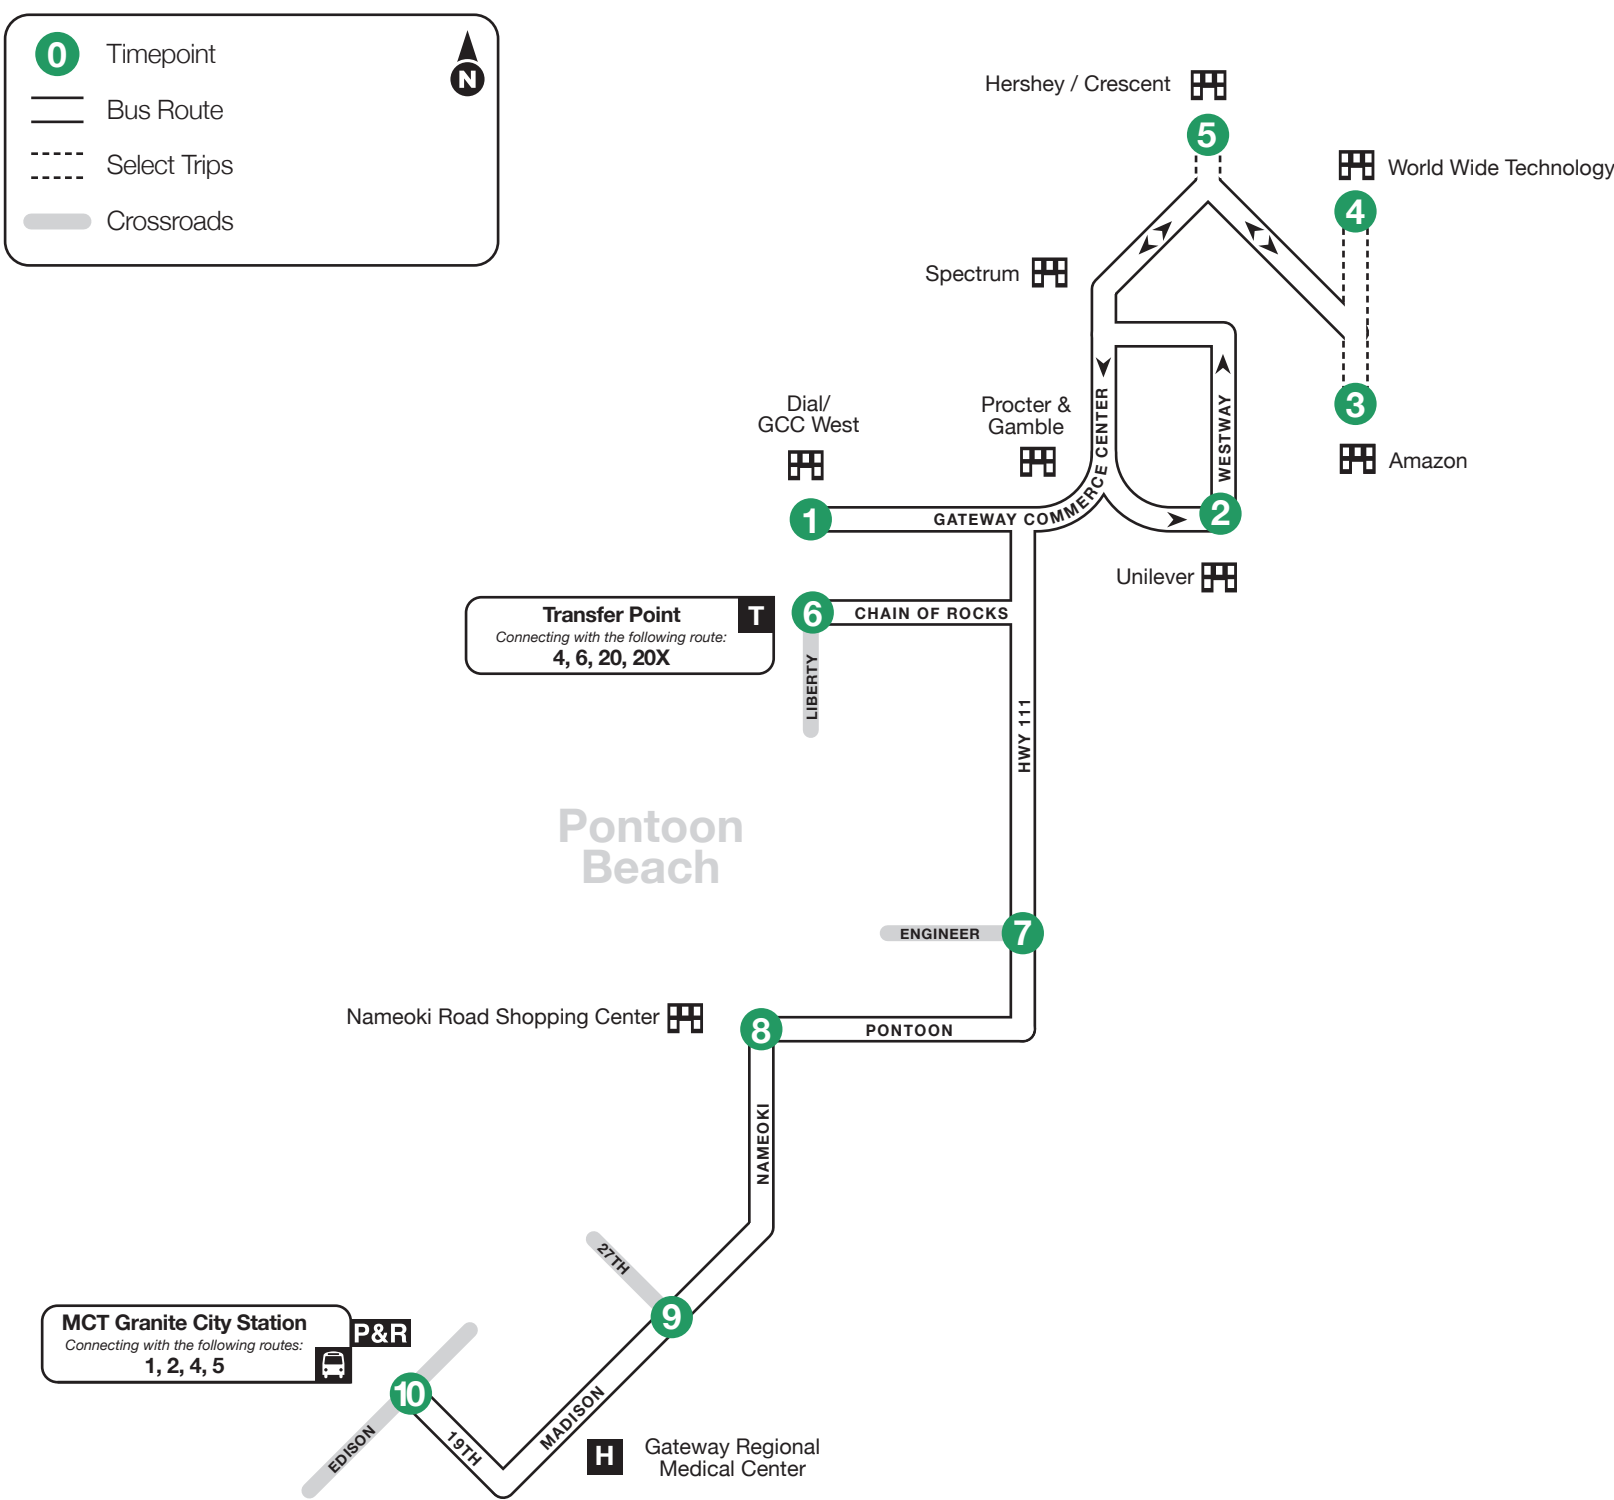 0 Timepoint
N
Bus Route
Select Trips
Crossroads
Hershey / Crescent
5
World Wide Technology
4
Spectrum
3
Amazon
Dial/
GCC West
Procter &
Gamble
GATEWAY COMMERCE CENTER
WESTWAY
1
2
Unilever
Transfer Point
T
Connecting with the following route:
4, 6, 20, 20X
6
CHAIN OF ROCKS
LIBERTY
HWY 111
Pontoon
Beach
ENGINEER
7
Nameoki Road Shopping Center
8
PONTOON
NAMEOKI
27TH
9
MCT Granite City Station
P&R
Connecting with the following routes:
1, 2, 4, 5
10
EDISON
19TH
MADISON
H
Gateway Regional
Medical Center